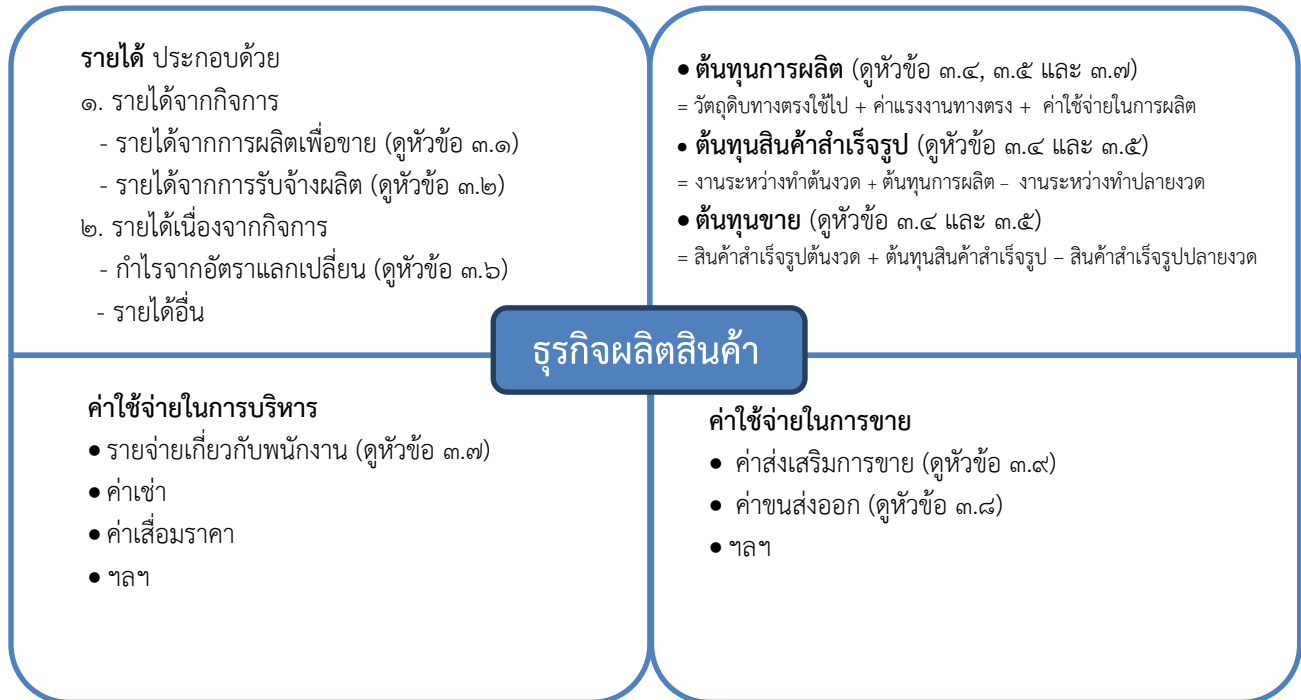 รายได้ ประกอบด้วย
๑. รายได้จากกิจการ
- รายได้จากการผลิตเพื่อขาย (ดูหัวข้อ ๓.๑)
- รายได้จากการรับจ้างผลิต (ดูหัวข้อ ๓.๒)
๒. รายได้เนื่องจากกิจการ
- กำไรจากอัตราแลกเปลี่ยน (ดูหัวข้อ ๓.๖)
- รายได้อื่น
• ต้นทุนการผลิต (ดูหัวข้อ ๓.๔, ๓.๕ และ ๓.๗)
= วัตถุดิบทางตรงใช้ไป + ค่าแรงงานทางตรง + ค่าใช้จ่ายในการผลิต
• ต้นทุนสินค้าสำเร็จรูป (ดูหัวข้อ ๓.๔ และ ๓.๕)
= งานระหว่างทำต้นงวด + ต้นทุนการผลิต – งานระหว่างทำปลายงวด
• ต้นทุนขาย (ดูหัวข้อ ๓.๔ และ ๓.๕)
= สินค้าสำเร็จรูปต้นงวด + ต้นทุนสินค้าสำเร็จรูป – สินค้าสำเร็จรูปปลายงวด
ธุรกิจผลิตสินค้า
ค่าใช้จ่ายในการบริหาร
• รายจ่ายเกี่ยวกับพนักงาน (ดูหัวข้อ ๓.๗)
• ค่าเช่า
• ค่าเสื่อมราคา
• ฯลฯ
ค่าใช้จ่ายในการขาย
• ค่าส่งเสริมการขาย (ดูหัวข้อ ๓.๙)
• ค่าขนส่งออก (ดูหัวข้อ ๓.๘)
• ฯลฯ